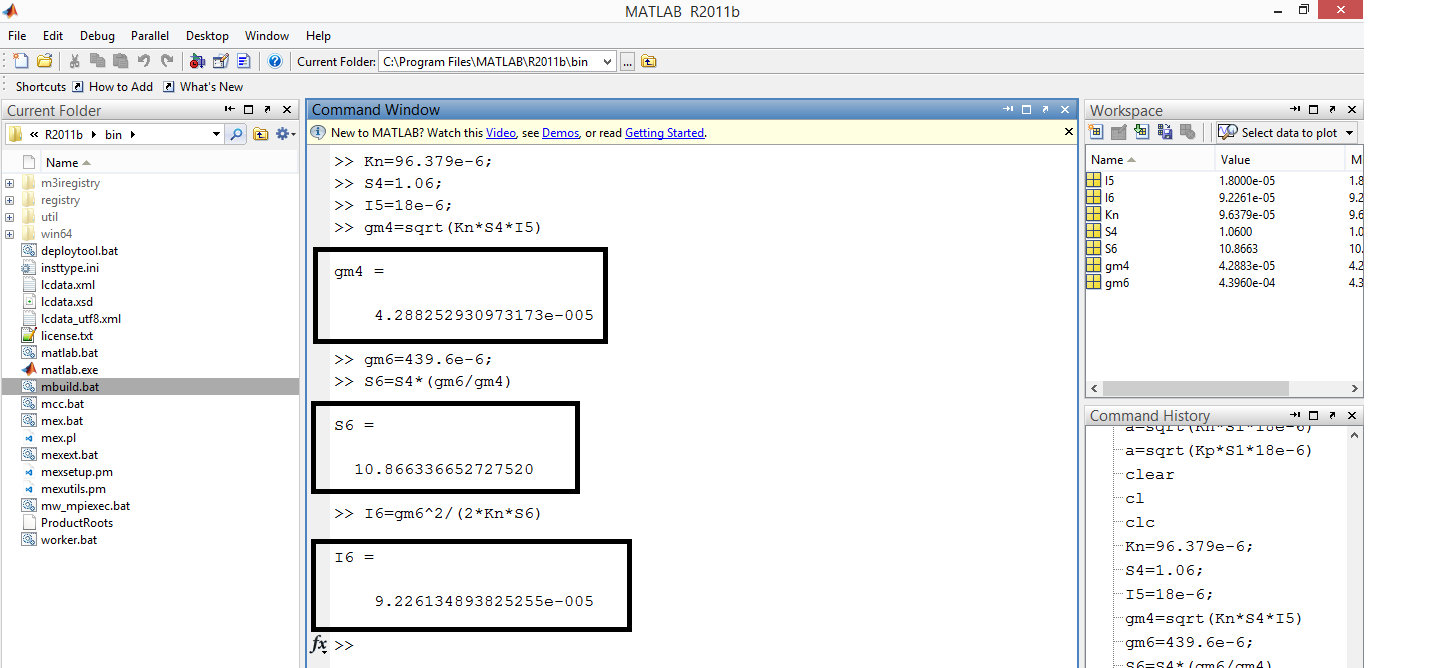 MATLAB R2011b
File Edit Debug Parallel Desktop Window Help
Current Folder: C:\Program Files\MATLAB\R2011b\bin ...
Shortcuts How to Add What's New
Current Folder
« R2011b bin
Name
m3iregistry
registry
util
win64
deploytool.bat
insttype.ini
lcdata.xml
lcdata.xsd
lcdata_utf8.xml
license.txt
matlab.bat
matlab.exe
mbuild.bat
mcc.bat
mex.bat
mex.pl
mexext.bat
mexsetup.pm
mexutils.pm
mw_mpiexec.bat
ProductRoots
worker.bat
Command Window
New to MATLAB? Watch this Video, see Demos, or read Getting Started.
>> Kn=96.379e-6;
>> S4=1.06;
>> I5=18e-6;
>> gm4=sqrt(Kn*S4*I5)
gm4 =
4.288252930973173e-005
>> gm6=439.6e-6;
>> S6=S4*(gm6/gm4)
S6 =
10.866336652727520
>> I6=gm6^2/(2*Kn*S6)
I6 =
9.226134893825255e-005
fx >>
Workspace
Select data to plot
Name Value M
I5 1.8000e-05 1.8
I6 9.2261e-05 9.2
Kn 9.6379e-05 9.6
S4 1.0600 1.0
S6 10.8663 10.
gm4 4.2883e-05 4.2
gm6 4.3960e-04 4.3
Command History
a=sqrt(Kn*S1*18e-6)
a=sqrt(Kp*S1*18e-6)
clear
cl
clc
Kn=96.379e-6;
S4=1.06;
I5=18e-6;
gm4=sqrt(Kn*S4*I5)
gm6=439.6e-6;
S6=S4*(gm6/gm4)